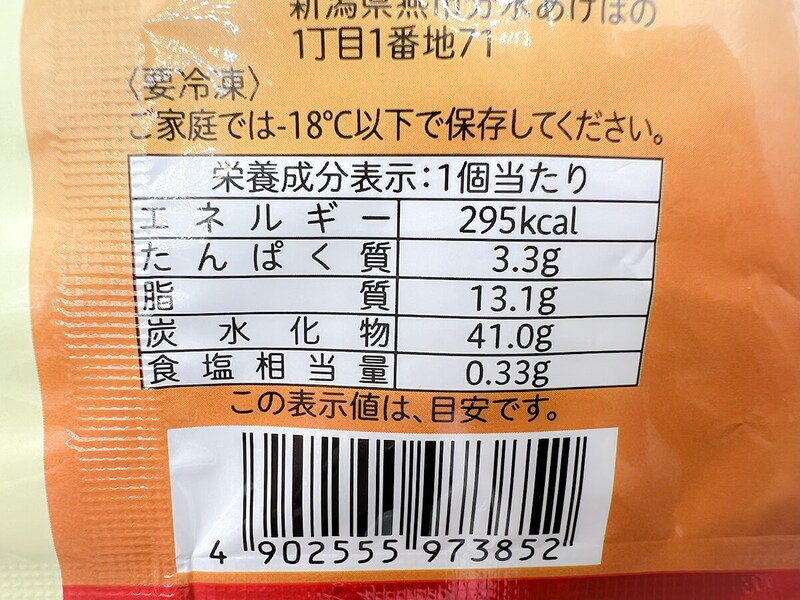 新潟県燕市分水あけぼの
1丁目1番地71
〈要冷凍〉
ご家庭では-18℃以下で保存してください。
栄養成分表示:1個当たり
エネルギー 295kcal
たんぱく質 3.3g
脂質 13.1g
炭水化物 41.0g
食塩相当量 0.33g
この表示値は、目安です。
4 902555 973852